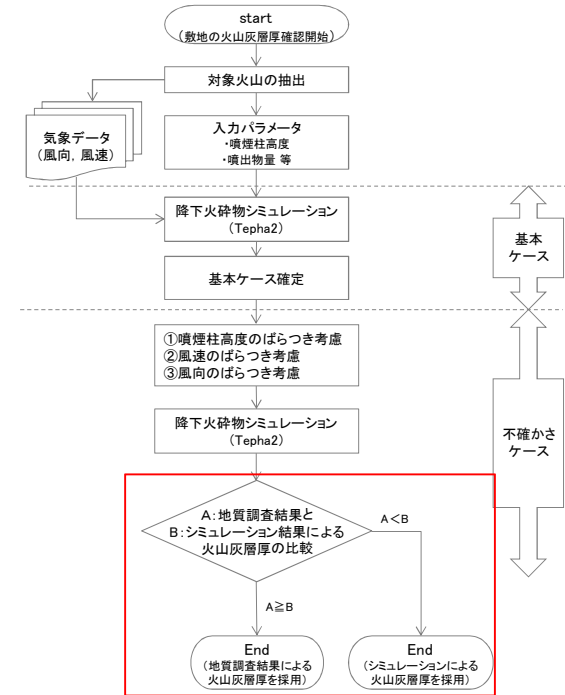 start
（敷地の火山灰層厚確認開始）
対象火山の抽出
気象データ
（風向，風速）
入力パラメータ
・噴煙柱高度
・噴出物量 等
降下火砕物シミュレーション
（Tepha2）
基本ケース確定
基本
ケース
①噴煙柱高度のばらつき考慮
②風速のばらつき考慮
③風向のばらつき考慮
降下火砕物シミュレーション
（Tepha2）
不確かさ
ケース
A：地質調査結果と
B：シミュレーション結果による
火山灰層厚の比較
A＜B
A≧B
End
（地質調査結果による
火山灰層厚を採用）
End
（シミュレーションによる
火山灰層厚を採用）